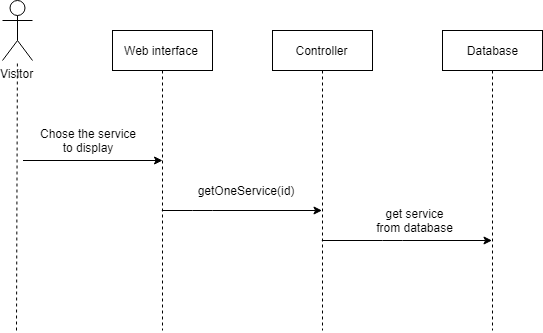 Web interface
Controller
Database
Visitor
Chose the service
to display
getOneService(id)
get service
from database